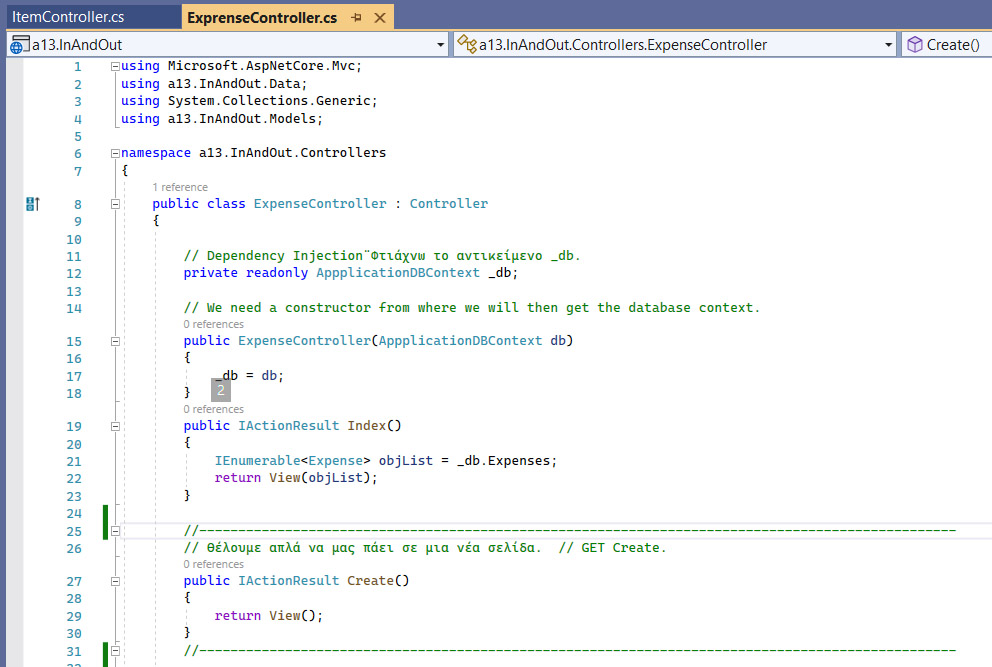 ItemController.cs
ExprenseController.cs
a13.InAndOut
a13.InAndOut.Controllers.ExpenseController
Create()
1 using Microsoft.AspNetCore.Mvc;
2 using a13.InAndOut.Data;
3 using System.Collections.Generic;
4 using a13.InAndOut.Models;
5
6 namespace a13.InAndOut.Controllers
7 {
1 reference
8 public class ExpenseController : Controller
9 {
10
11 // Dependency Injection¨Φτιάχνω το αντικείμενο _db.
12 private readonly AppplicationDBContext _db;
13
14 // We need a constructor from where we will then get the database context.
0 references
15 public ExpenseController(AppplicationDBContext db)
16 {
17 _db = db;
18 }
2
0 references
19 public IActionResult Index()
20 {
21 IEnumerable<Expense> objList = _db.Expenses;
22 return View(objList);
23 }
24
25 //-------------------------------------------------------------------------------------------------
26 // Θέλουμε απλά να μας πάει σε μια νέα σελίδα. // GET Create.
0 references
27 public IActionResult Create()
28 {
29 return View();
30 }
31 //-------------------------------------------------------------------------------------------------